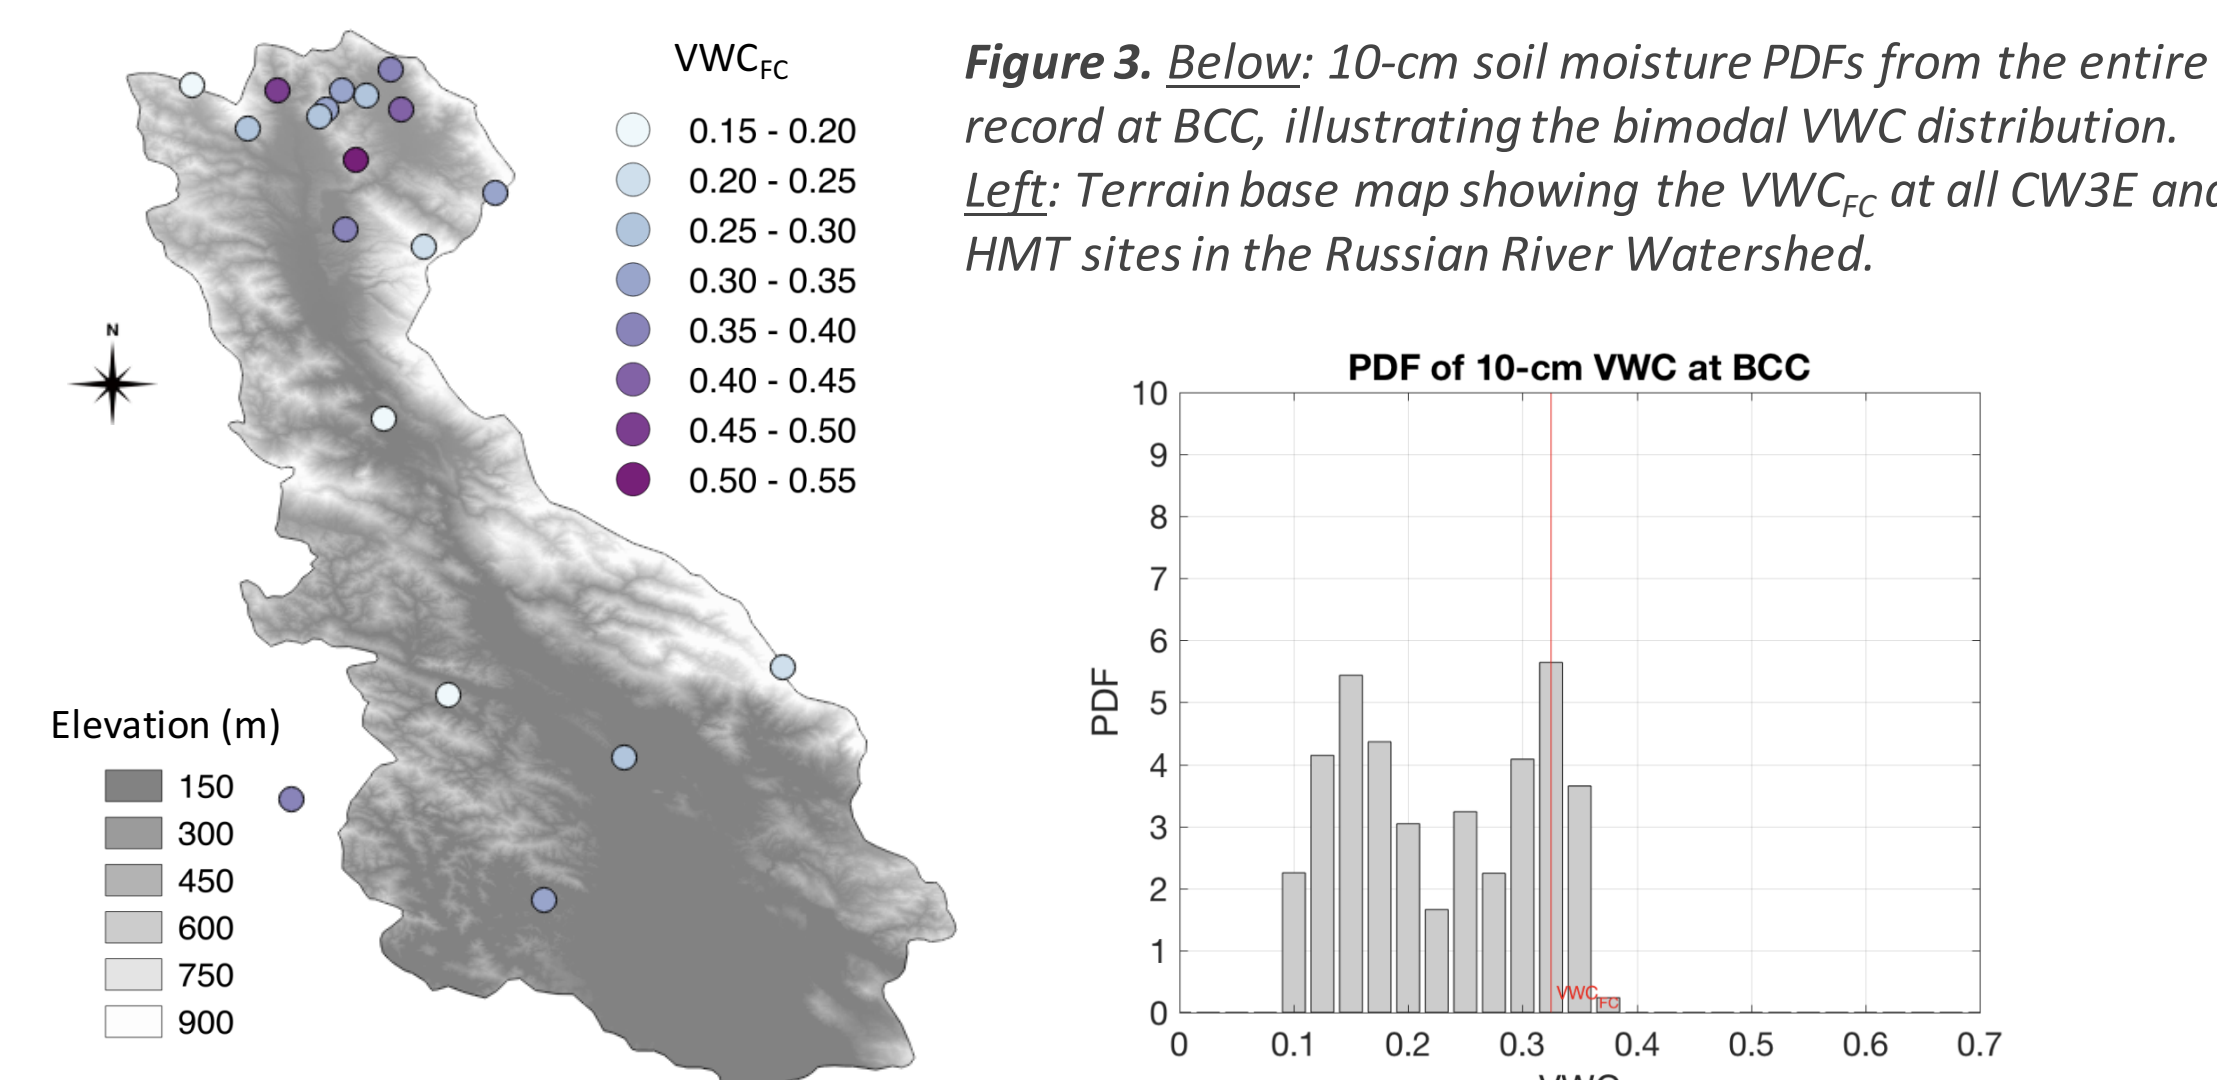 VWCFC
0.15 - 0.20
0.20 - 0.25
0.25 - 0.30
0.30 - 0.35
0.35 - 0.40
0.40 - 0.45
0.45 - 0.50
0.50 - 0.55
N
Elevation (m)
150
300
450
600
750
900
Figure 3. Below: 10-cm soil moisture PDFs from the entire
record at BCC, illustrating the bimodal VWC distribution.
Left: Terrain base map showing the VWCFC at all CW3E and
HMT sites in the Russian River Watershed.
PDF of 10-cm VWC at BCC
10
9
8
7
6
5
4
3
2
1
0
PDF
VWCFC
0 0.1 0.2 0.3 0.4 0.5 0.6 0.7
VWC